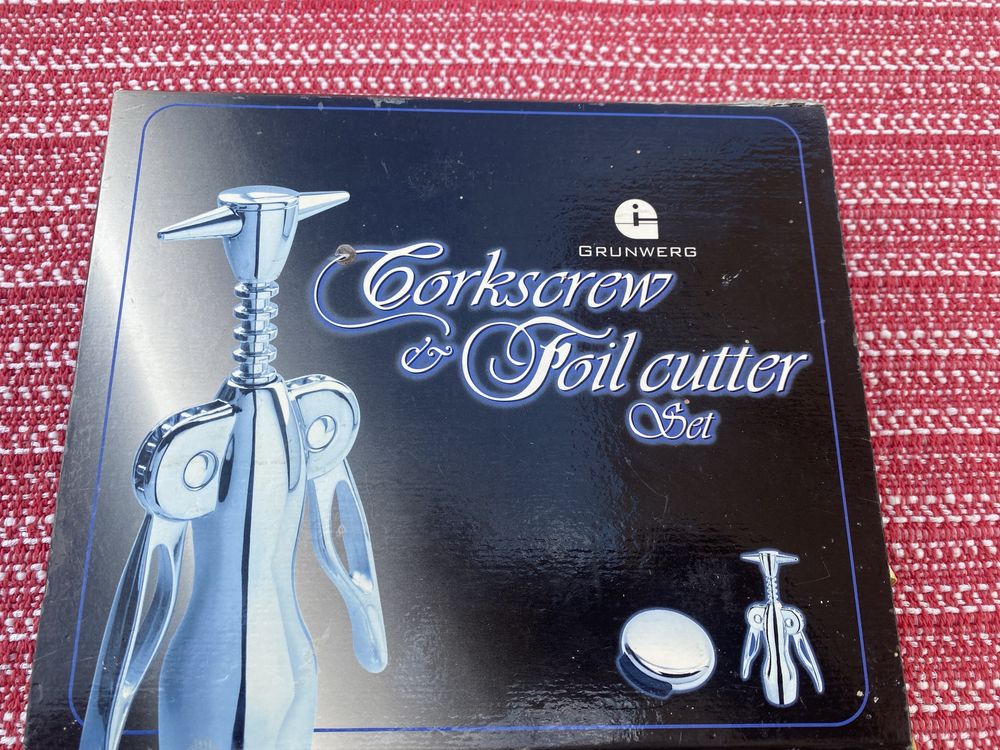 GRUNWERG
Corkscrew
& Foil cutter
Set